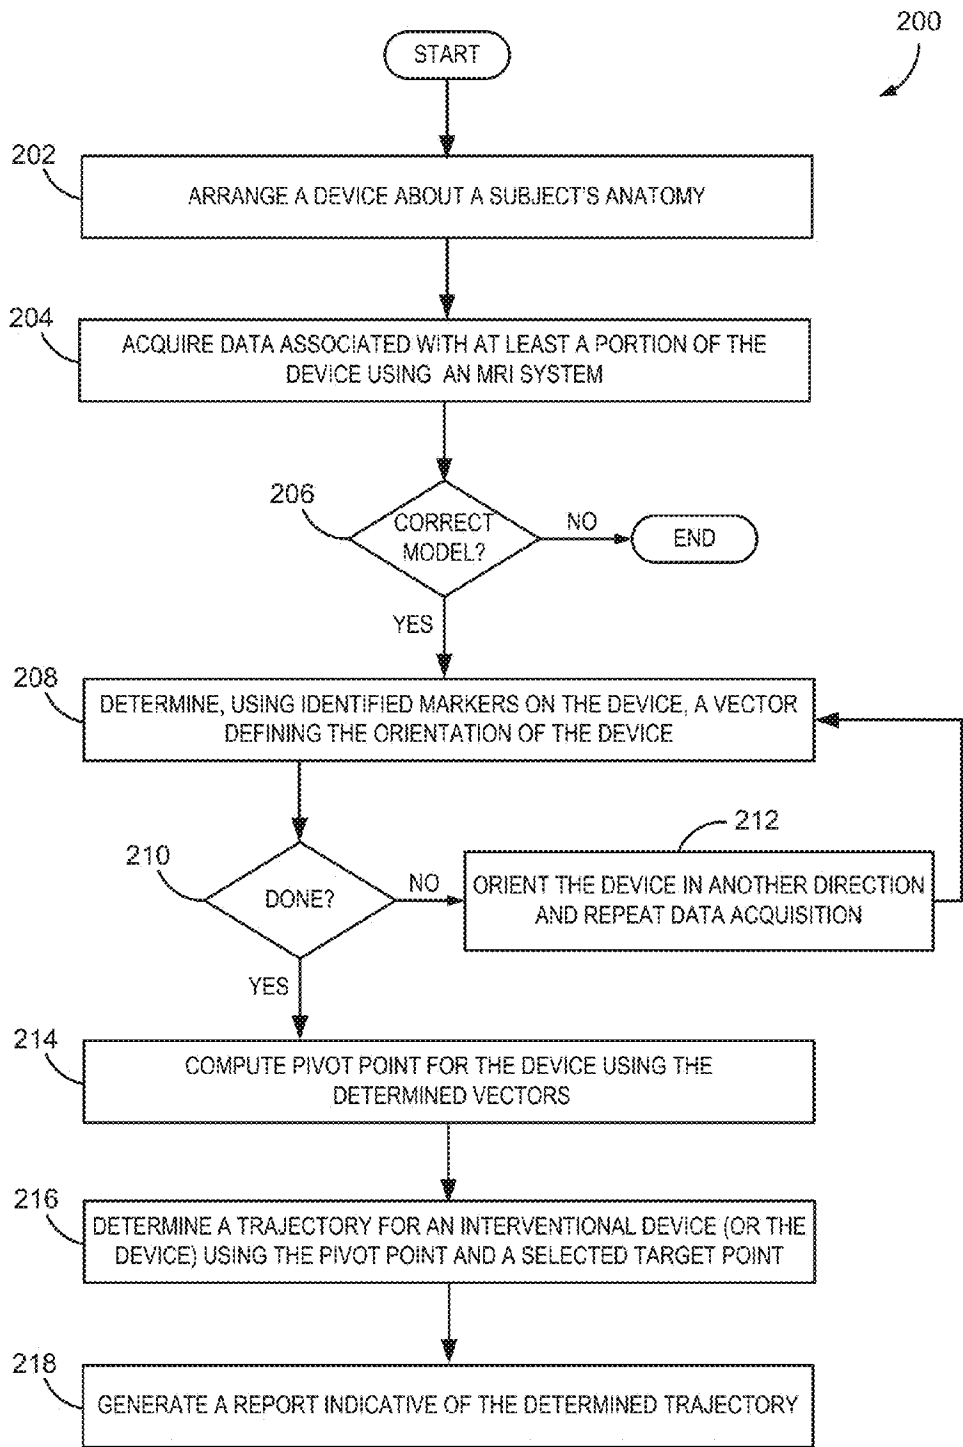 200
START
202
ARRANGE A DEVICE ABOUT A SUBJECT'S ANATOMY
204
ACQUIRE DATA ASSOCIATED WITH AT LEAST A PORTION OF THE
DEVICE USING AN MRI SYSTEM
206
CORRECT
MODEL?
NO
END
YES
208
DETERMINE, USING IDENTIFIED MARKERS ON THE DEVICE, A VECTOR
DEFINING THE ORIENTATION OF THE DEVICE
210
DONE?
NO
212
ORIENT THE DEVICE IN ANOTHER DIRECTION
AND REPEAT DATA ACQUISITION
YES
214
COMPUTE PIVOT POINT FOR THE DEVICE USING THE
DETERMINED VECTORS
216
DETERMINE A TRAJECTORY FOR AN INTERVENTIONAL DEVICE (OR THE
DEVICE) USING THE PIVOT POINT AND A SELECTED TARGET POINT
218
GENERATE A REPORT INDICATIVE OF THE DETERMINED TRAJECTORY